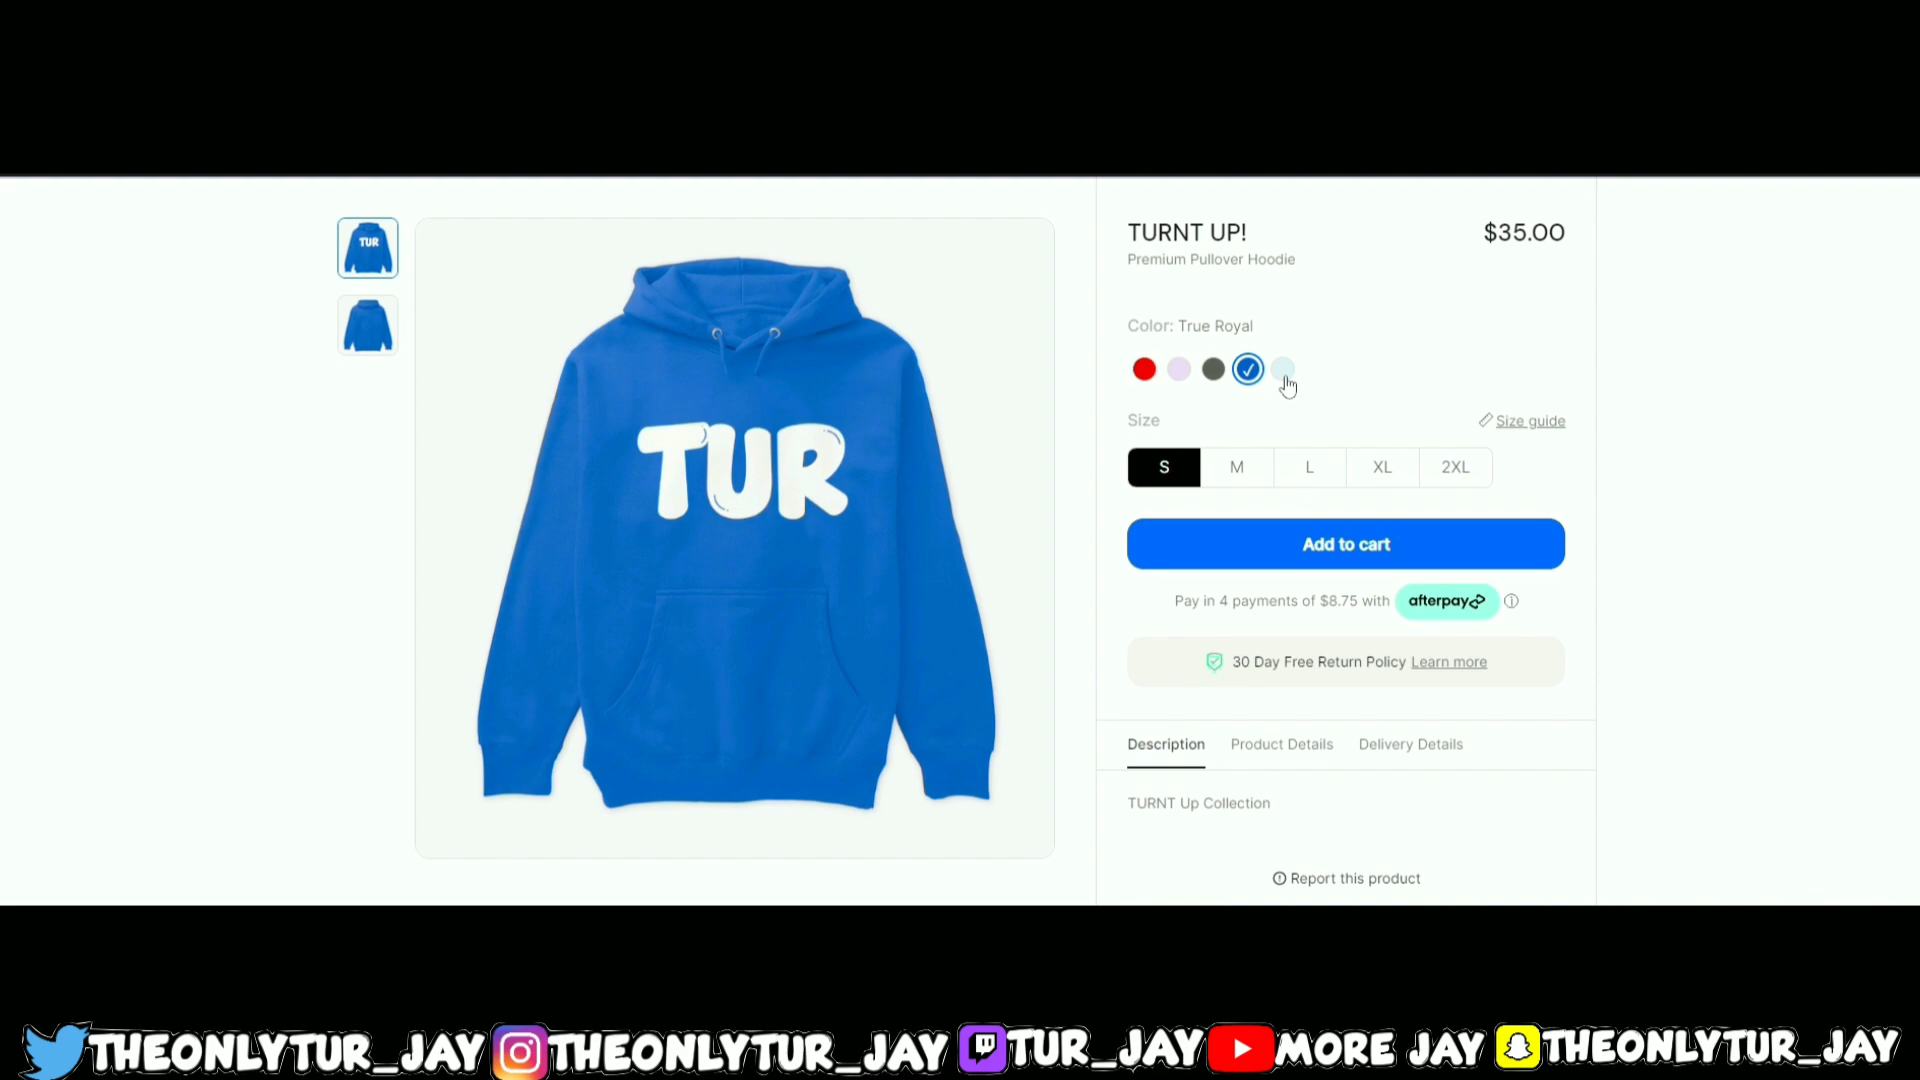 TUR
TURNT UP!
$35.00
Premium Pullover Hoodie
Color: True Royal
Size
Size guide
S
M
L
XL
2XL
Add to cart
Pay in 4 payments of $8.75 with afterpay
30 Day Free Return Policy Learn more
Description
Product Details
Delivery Details
TURNT Up Collection
Report this product
TUR
THEONLYTUR_JAY
THEONLYTUR_JAY
TUR_JAY
MORE JAY
THEONLYTUR_JAY